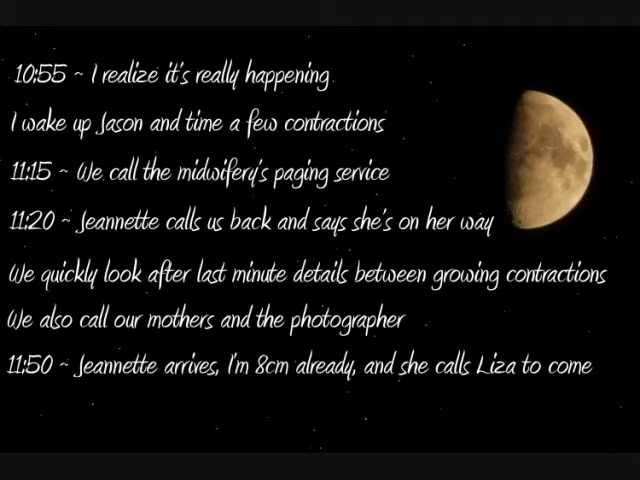 10:55 ~ I realize it's really happening
I wake up Jason and time a few contractions
11:15 ~ We call the midwifery's paging service
11:20 ~ Jeannette calls us back and says she's on her way
We quickly look after last minute details between growing contractions
We also call our mothers and the photographer
11:50 ~ Jeannette arrives, I'm 8cm already, and she calls Liza to come